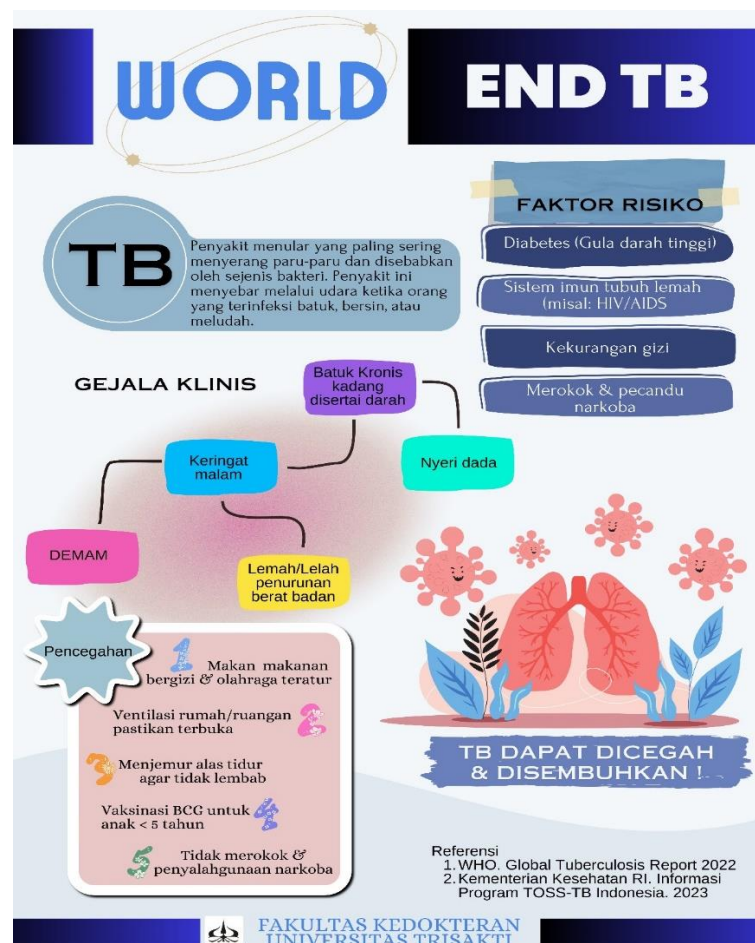 WORLD
END TB
TB
Penyakit menular yang paling sering
menyerang paru-paru dan disebabkan
oleh sejenis bakteri. Penyakit ini
menyebar melalui udara ketika orang
yang terinfeksi batuk, bersin, atau
meludah.
FAKTOR RISIKO
Diabetes (Gula darah tinggi)
Sistem imun tubuh lemah
(misal: HIV/AIDS
Kekurangan gizi
Merokok & pecandu
narkoba
GEJALA KLINIS
Batuk Kronis
kadang
disertai darah
Keringat
malam
Nyeri dada
DEMAM
Lemah/Lelah
penurunan
berat badan
Pencegahan
1 Makan makanan
bergizi & olahraga teratur
Ventilasi rumah/ruangan 2
pastikan terbuka
3 Menjemur alas tidur
agar tidak lembab
Vaksinasi BCG untuk 4
anak < 5 tahun
5 Tidak merokok &
penyalahgunaan narkoba
TB DAPAT DICEGAH
& DISEMBUHKAN !
Referensi
1. WHO. Global Tuberculosis Report 2022
2. Kementerian Kesehatan RI. Informasi
Program TOSS-TB Indonesia. 2023
FAKULTAS KEDOKTERAN
UNIVERSITAS TRISAKTI